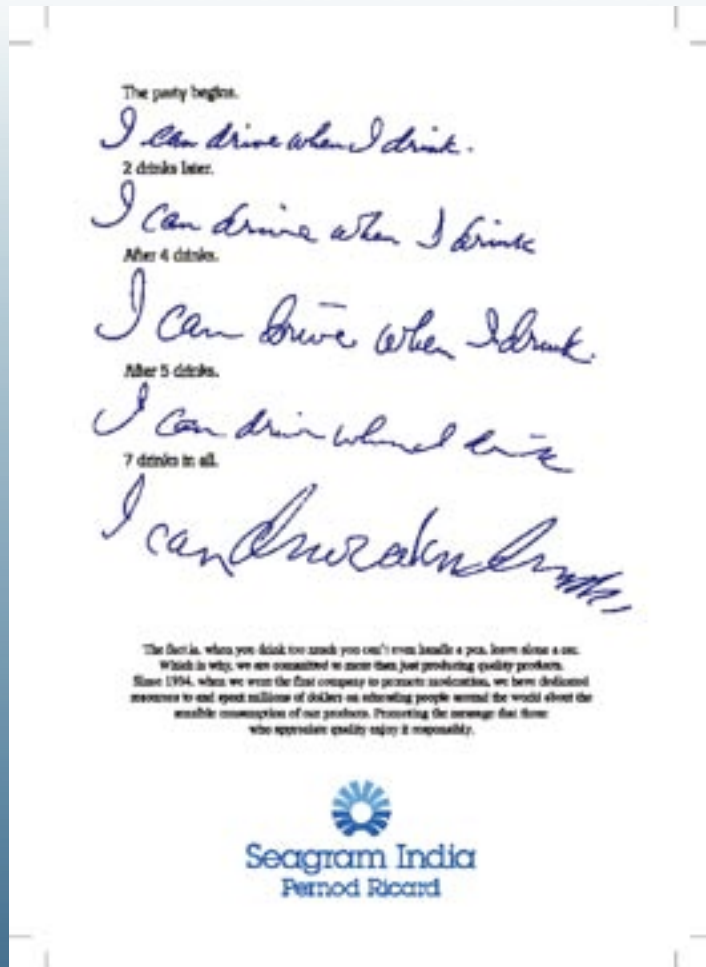 The party begins.
I can drive when I drink.
2 drinks later.
I can drive when I drink
After 4 drinks.
I can drive when I drink.
After 5 drinks.
I can drive when I drink
7 drinks in all.
I can
The fact is, when you drink too much you can't even handle a pen, leave alone a car.
Which is why, we are committed to more than just producing quality products.
Since 1934, when we were the first company to promote moderation, we have dedicated
resources to and spent millions of dollars on educating people around the world about the
sensible consumption of our products. Promoting the message that those
who appreciate quality enjoy it responsibly.
Seagram India
Pernod Ricard